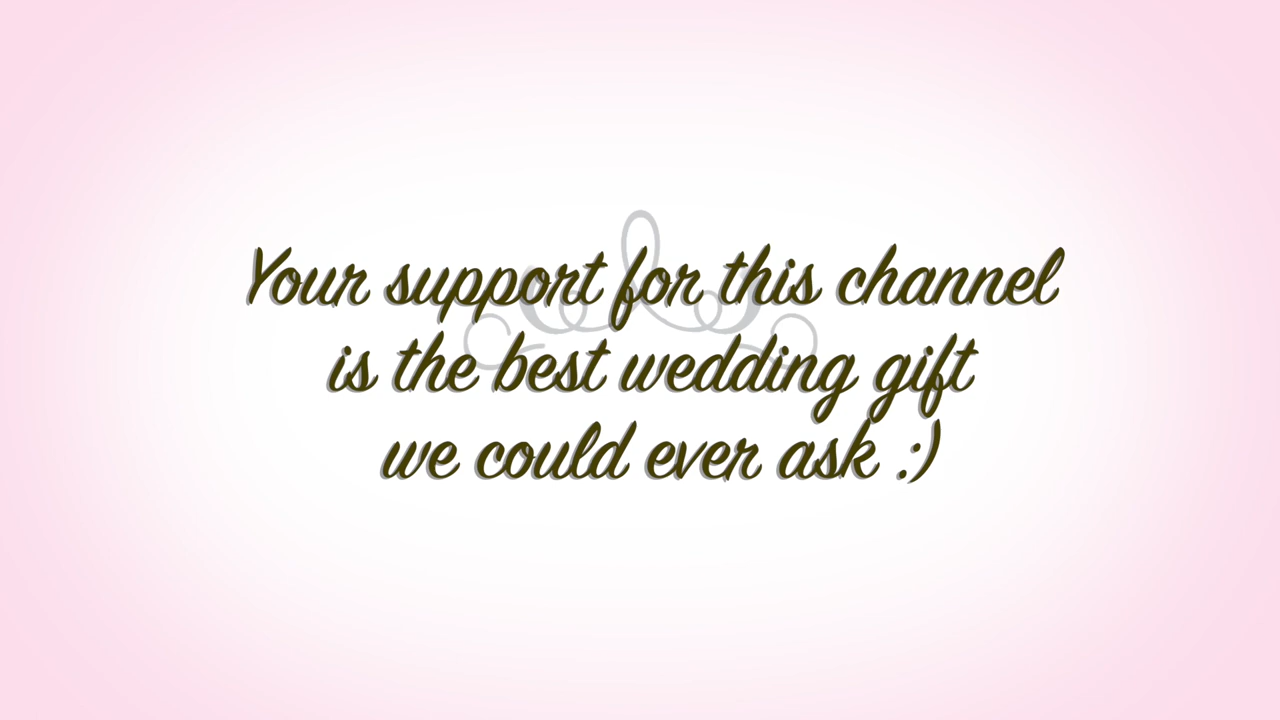 Your support for this channel
is the best wedding gift
we could ever ask :)